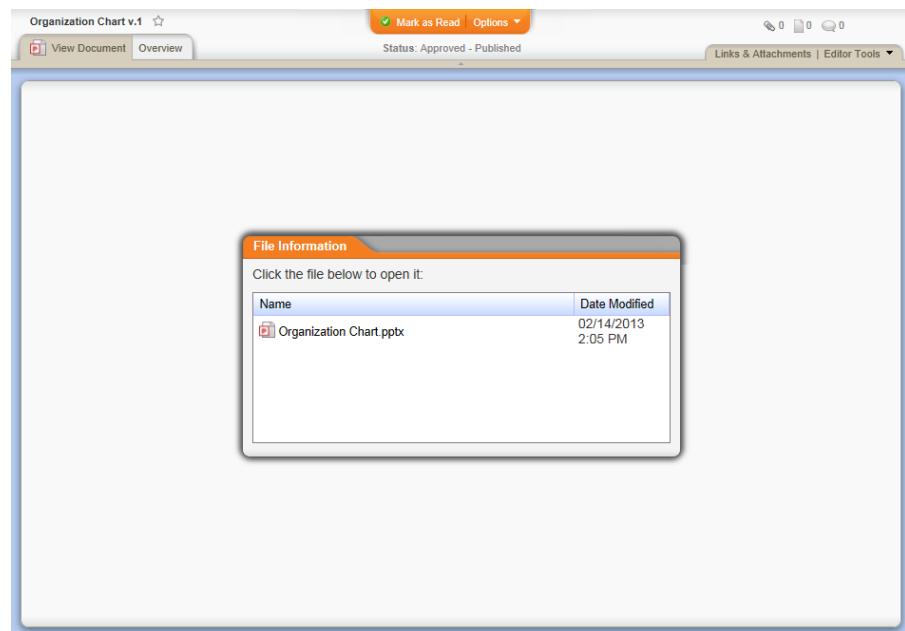 Organization Chart v.1
Mark as Read Options
0 0 0
View Document Overview
Status: Approved - Published
Links & Attachments | Editor Tools
File Information
Click the file below to open it:
Name Date Modified
Organization Chart.pptx 02/14/2013
2:05 PM